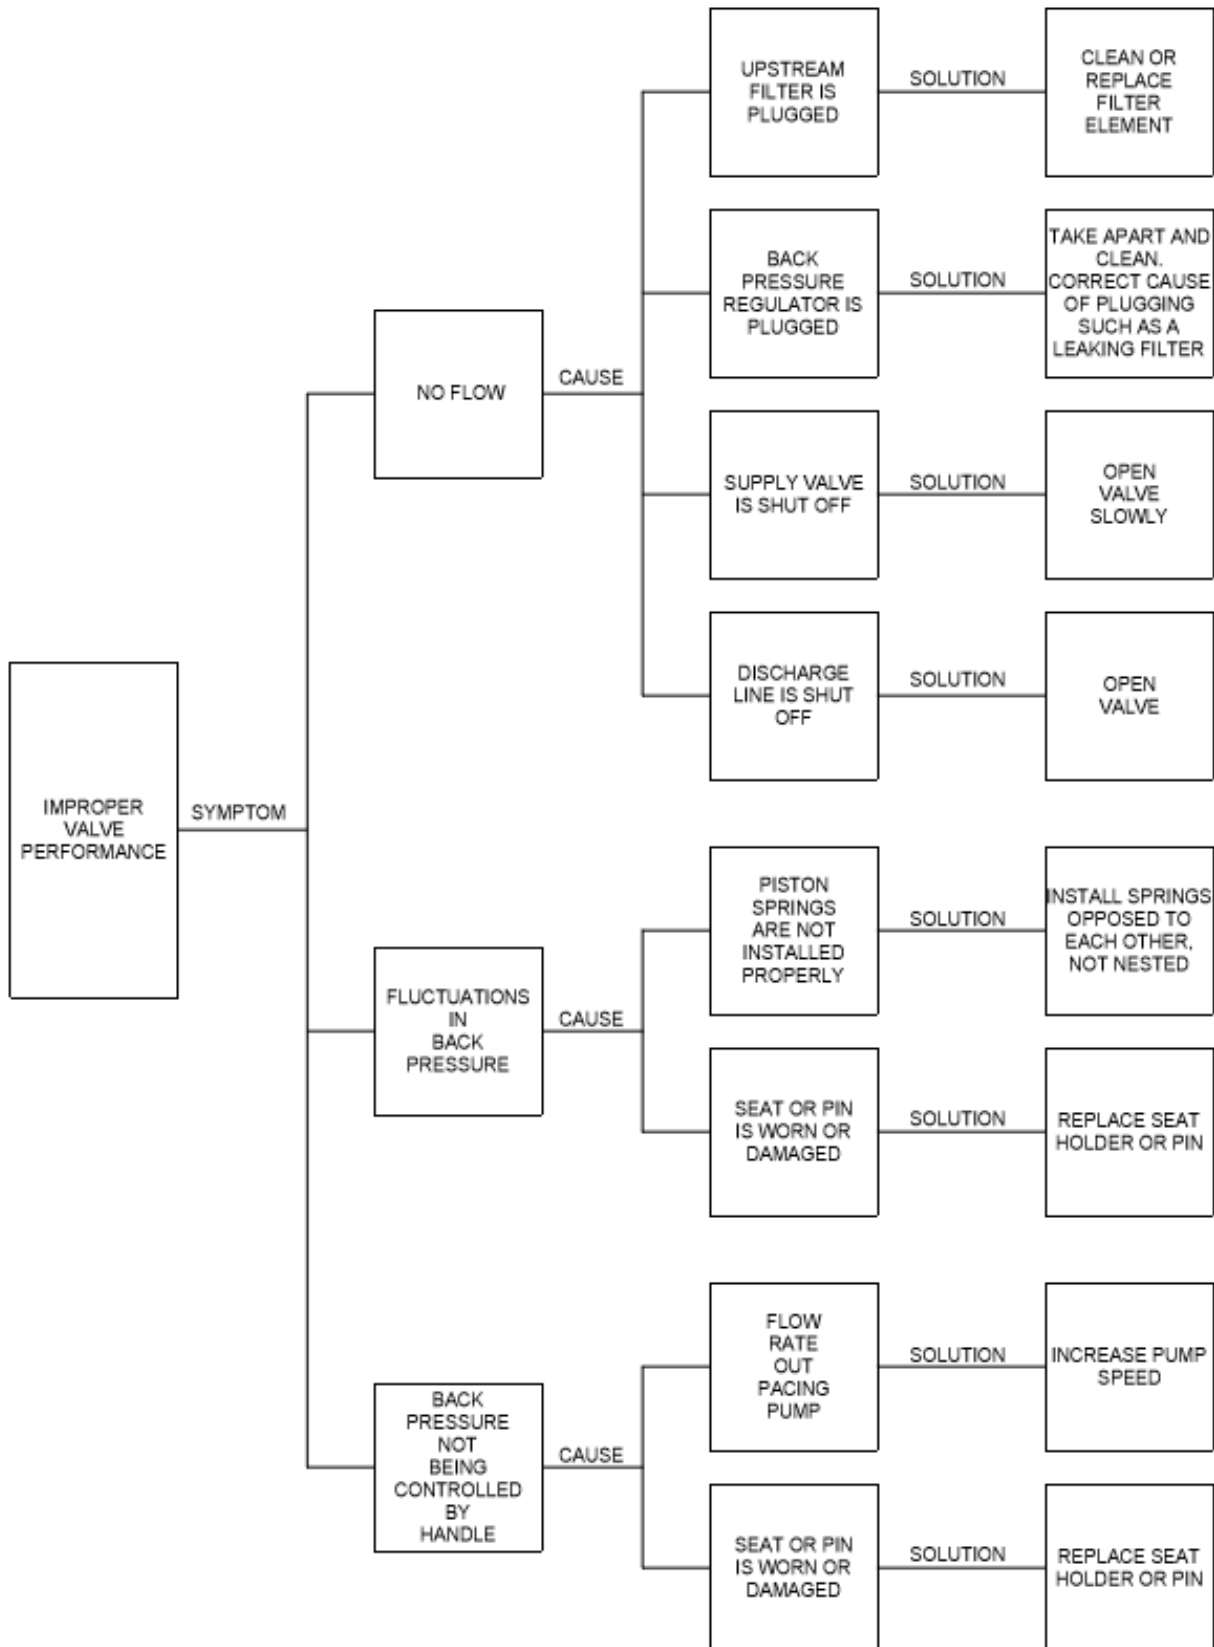 IMPROPER
VALVE
PERFORMANCE
SYMPTOM
NO FLOW
CAUSE
UPSTREAM
FILTER IS
PLUGGED
SOLUTION
CLEAN OR
REPLACE
FILTER
ELEMENT
BACK
PRESSURE
REGULATOR IS
PLUGGED
SOLUTION
TAKE APART AND
CLEAN.
CORRECT CAUSE
OF PLUGGING
SUCH AS A
LEAKING FILTER
SUPPLY VALVE
IS SHUT OFF
SOLUTION
OPEN
VALVE
SLOWLY
DISCHARGE
LINE IS SHUT
OFF
SOLUTION
OPEN
VALVE
FLUCTUATIONS
IN
BACK
PRESSURE
CAUSE
PISTON
SPRINGS
ARE NOT
INSTALLED
PROPERLY
SOLUTION
INSTALL SPRINGS
OPPOSED TO
EACH OTHER,
NOT NESTED
SEAT OR PIN
IS WORN OR
DAMAGED
SOLUTION
REPLACE SEAT
HOLDER OR PIN
BACK
PRESSURE
NOT
BEING
CONTROLLED
BY
HANDLE
CAUSE
FLOW
RATE
OUT
PACING
PUMP
SOLUTION
INCREASE PUMP
SPEED
SEAT OR PIN
IS WORN OR
DAMAGED
SOLUTION
REPLACE SEAT
HOLDER OR PIN